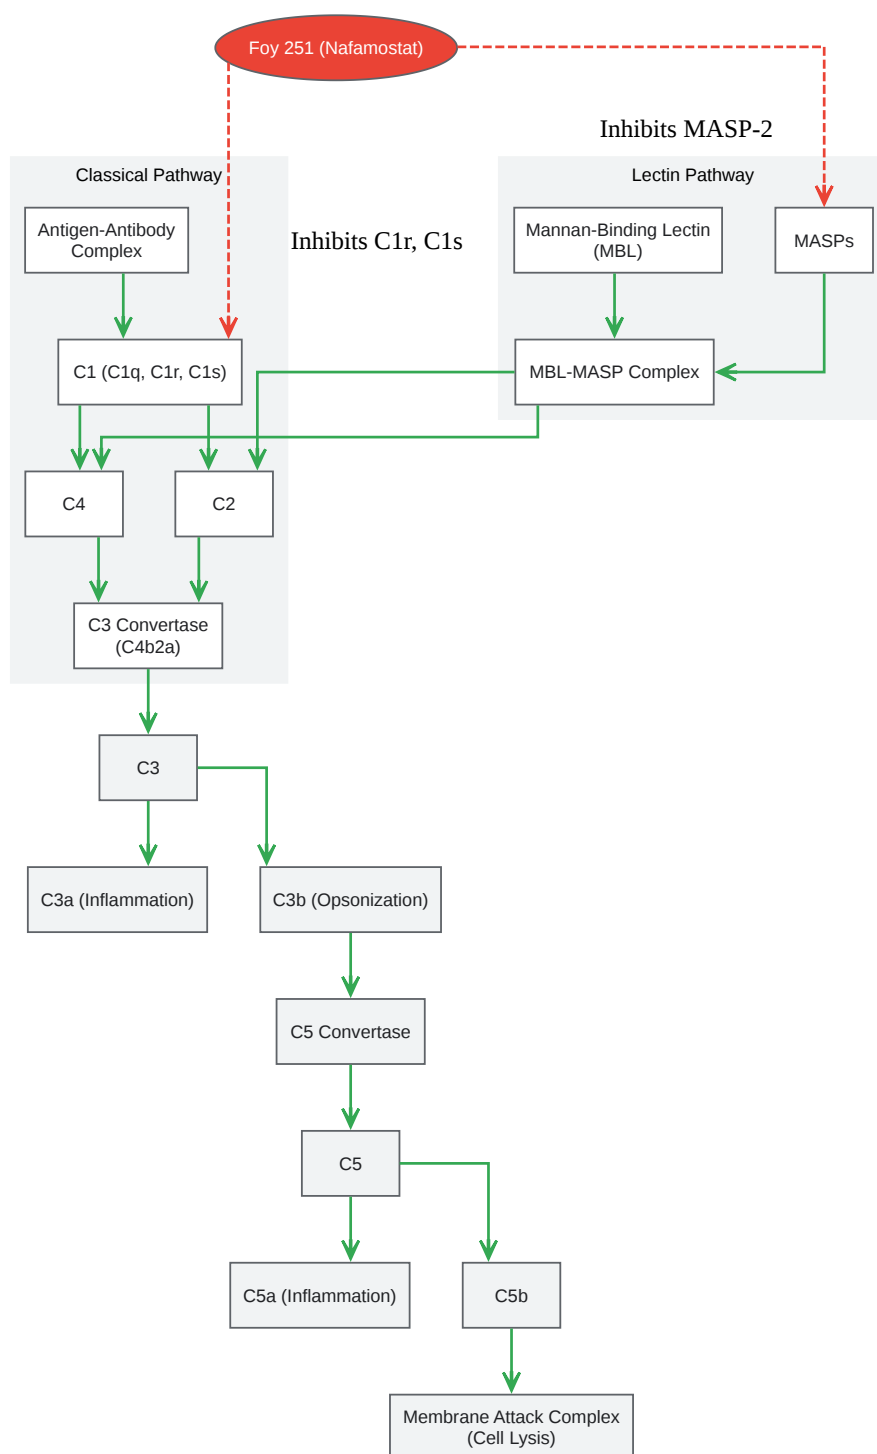 Foy 251 (Nafamostat)
Inhibits MASP-2
Classical Pathway
Lectin Pathway
Antigen-Antibody
Complex
Inhibits C1r, C1s
Mannan-Binding Lectin
(MBL)
MASPs
C1 (C1q, C1r, C1s)
MBL-MASP Complex
C4
C2
C3 Convertase
(C4b2a)
C3
C3a (Inflammation)
C3b (Opsonization)
C5 Convertase
C5
C5a (Inflammation)
C5b
Membrane Attack Complex
(Cell Lysis)